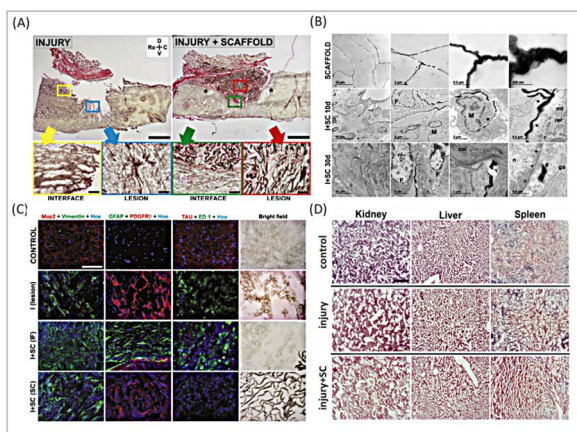 (A)
INJURY
D
Ro C
V
INJURY + SCAFFOLD
INTERFACE
LESION
INTERFACE
LESION
(B)
SCAFFOLD
I+SC 10d
I+SC 30d
(C)
Map2 + Vimentin + Hoe
GFAP + PDGFRβ + Hoe
TAU + ED 1 + Hoe
Bright field
CONTROL
I (lesion)
I+SC (IF)
I+SC (SC)
(D)
Kidney
Liver
Spleen
control
injury
injury+SC